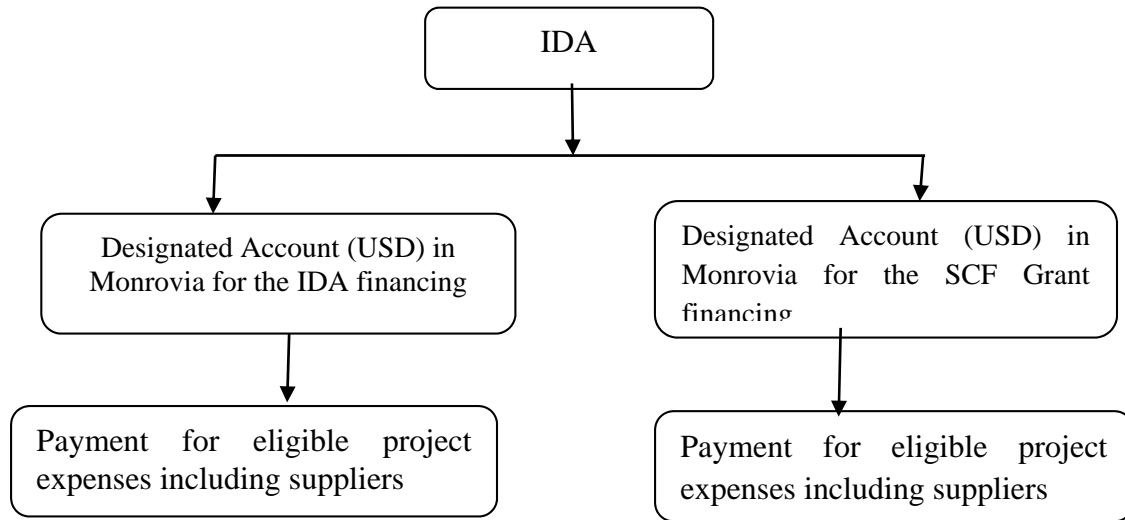 IDA
Designated Account (USD) in
Monrovia for the IDA financing
Designated Account (USD) in
Monrovia for the SCF Grant
financing
Payment for eligible project
expenses including suppliers
Payment for eligible project
expenses including suppliers